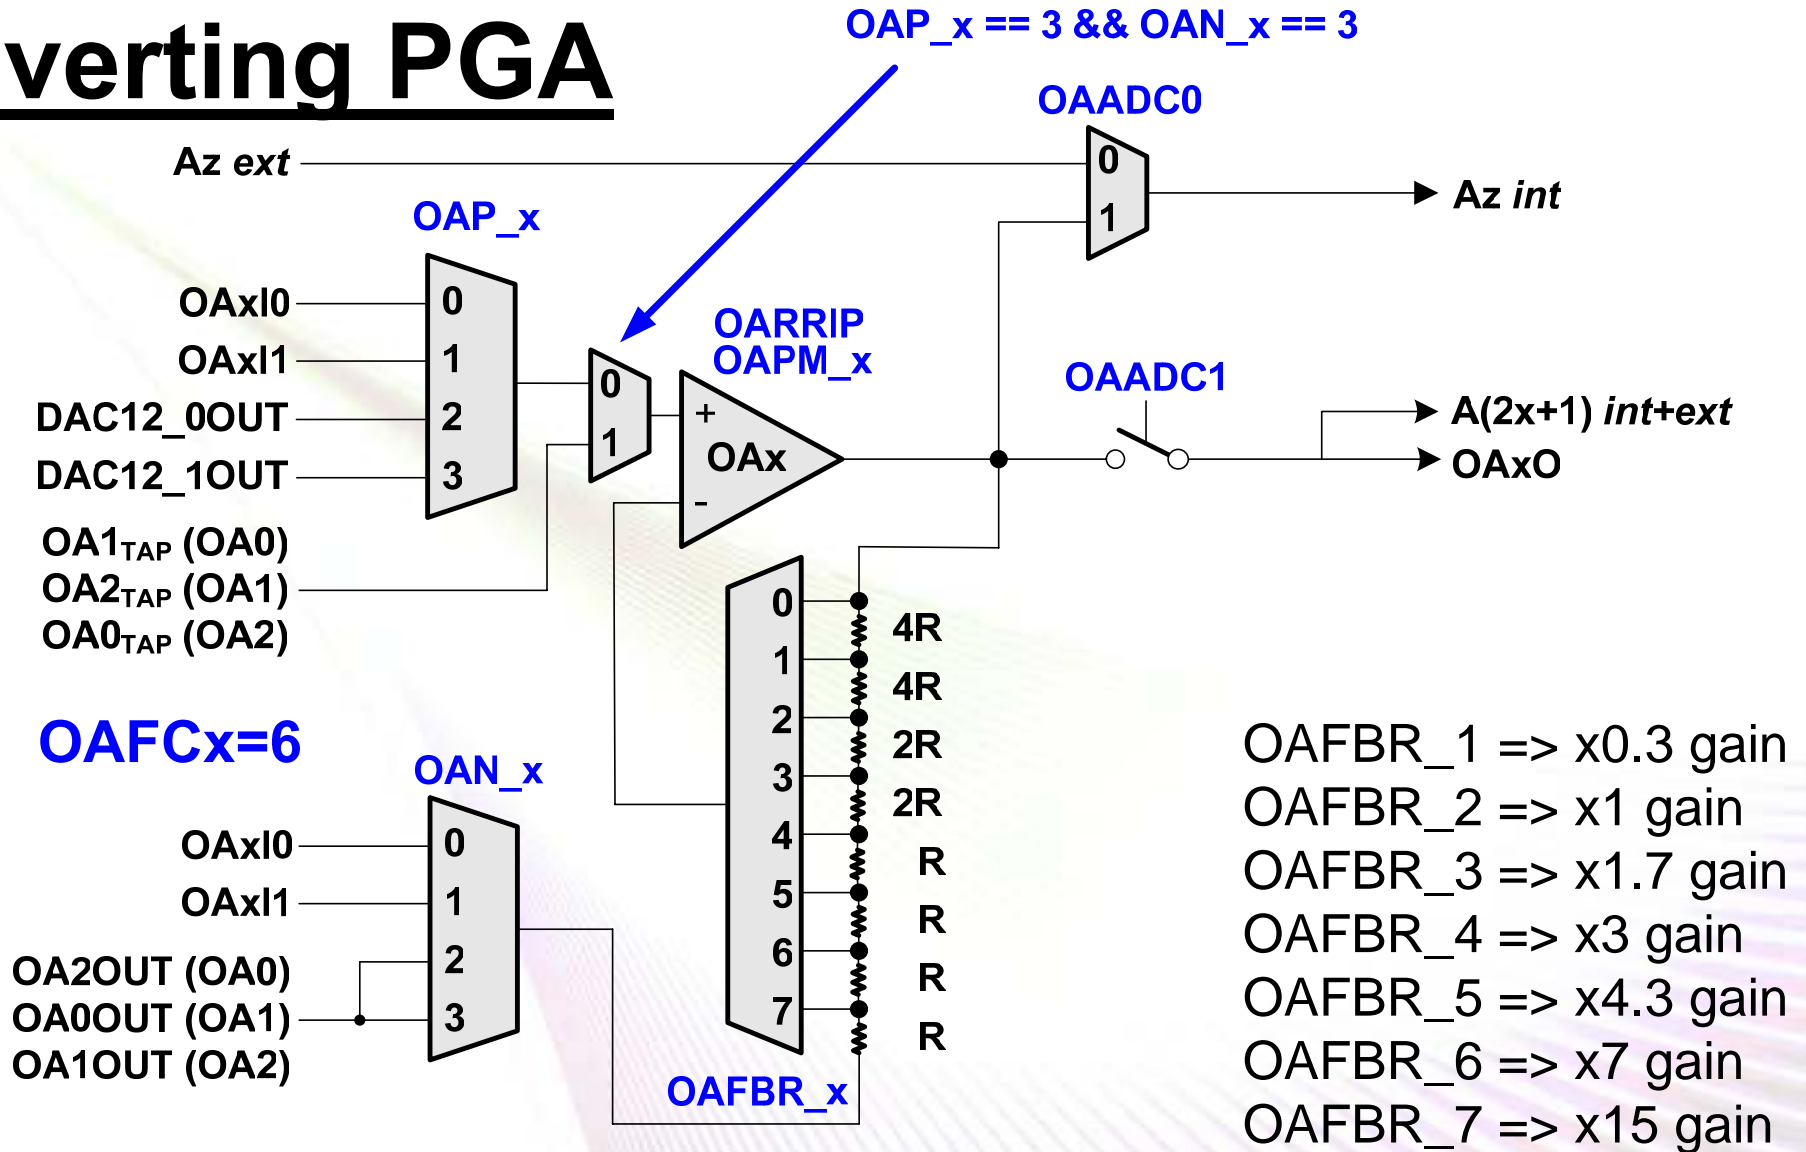 verting PGA
OAP_x == 3 && OAN_x == 3
OAADC0
Az ext
0
1
Az int
OAP_x
OAxI0
OAxI1
DAC12_0OUT
DAC12_1OUT
0
1
2
3
OA1TAP (OA0)
OA2TAP (OA1)
OA0TAP (OA2)
0
1
OARRIP
OAPM_x
+
OAx
-
OAADC1
A(2x+1) int+ext
OAxO
0
1
2
3
4
5
6
7
4R
4R
2R
2R
R
R
R
R
OAFBR_x
OAFCx=6
OAN_x
OAxI0
OAxI1
OA2OUT (OA0)
OA0OUT (OA1)
OA1OUT (OA2)
0
1
2
3
OAFBR_1 => x0.3 gain
OAFBR_2 => x1 gain
OAFBR_3 => x1.7 gain
OAFBR_4 => x3 gain
OAFBR_5 => x4.3 gain
OAFBR_6 => x7 gain
OAFBR_7 => x15 gain